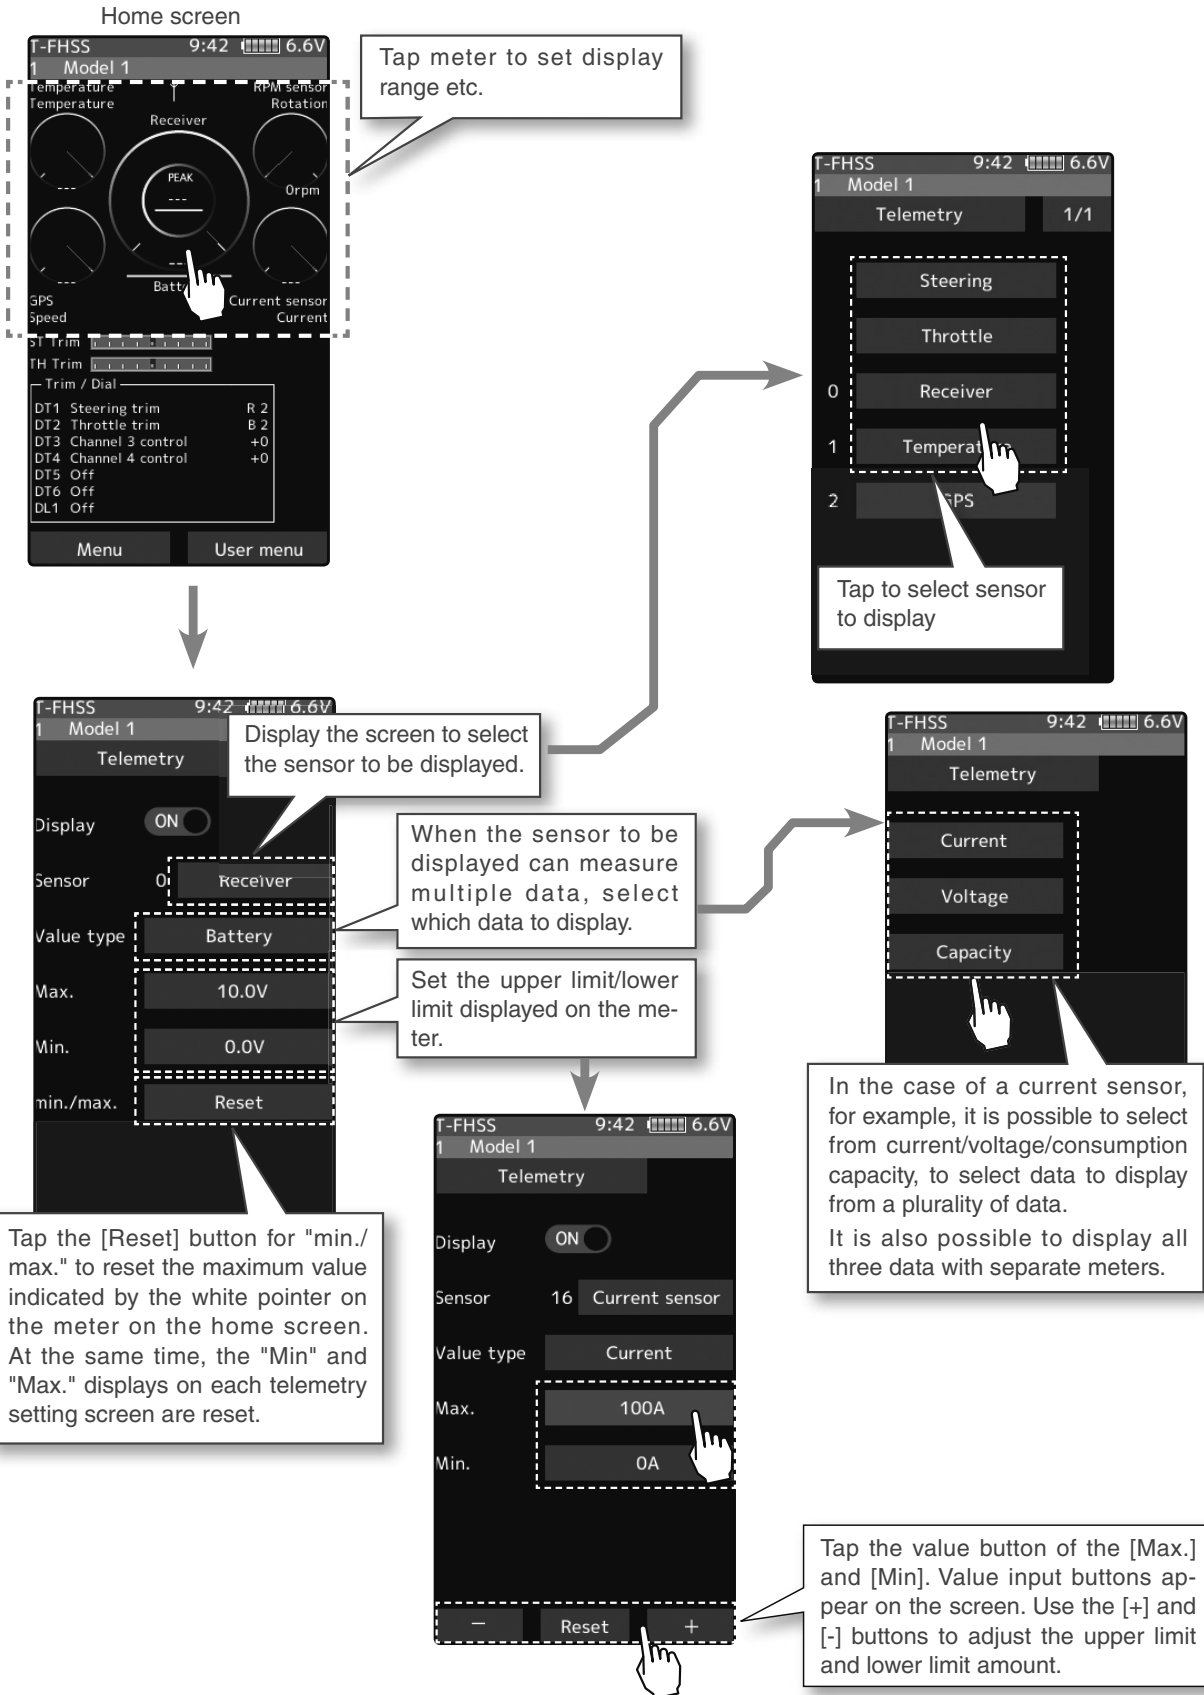 Home screen
T-FHSS 9:42 6.6V
1 Model 1
Temperature RPM sensor
Temperature Rotation
Receiver
PEAK
---
--- 0rpm
---
--- ---
Batt
GPS Current sensor
Speed Current
ST Trim
TH Trim
Trim / Dial
DT1 Steering trim R 2
DT2 Throttle trim B 2
DT3 Channel 3 control +0
DT4 Channel 4 control +0
DT5 Off
DT6 Off
DL1 Off
Menu User menu
Tap meter to set display
range etc.
T-FHSS 9:42 6.6V
1 Model 1
Telemetry 1/1
Steering
Throttle
0 Receiver
1 Temperature
2 GPS
Tap to select sensor
to display
T-FHSS 9:42 6.6V
1 Model 1
Telemetry
Display ON
Sensor 0 Receiver
Value type Battery
Max. 10.0V
Min. 0.0V
min./max. Reset
Display the screen to select
the sensor to be displayed.
When the sensor to be
displayed can measure
multiple data, select
which data to display.
Set the upper limit/lower
limit displayed on the me-
ter.
Tap the [Reset] button for "min./
max." to reset the maximum value
indicated by the white pointer on
the meter on the home screen.
At the same time, the "Min" and
"Max." displays on each telemetry
setting screen are reset.
T-FHSS 9:42 6.6V
1 Model 1
Telemetry
Current
Voltage
Capacity
In the case of a current sensor,
for example, it is possible to select
from current/voltage/consumption
capacity, to select data to display
from a plurality of data.
It is also possible to display all
three data with separate meters.
T-FHSS 9:42 6.6V
1 Model 1
Telemetry
Display ON
Sensor 16 Current sensor
Value type Current
Max. 100A
Min. 0A
− Reset +
Tap the value button of the [Max.]
and [Min]. Value input buttons ap-
pear on the screen. Use the [+] and
[-] buttons to adjust the upper limit
and lower limit amount.